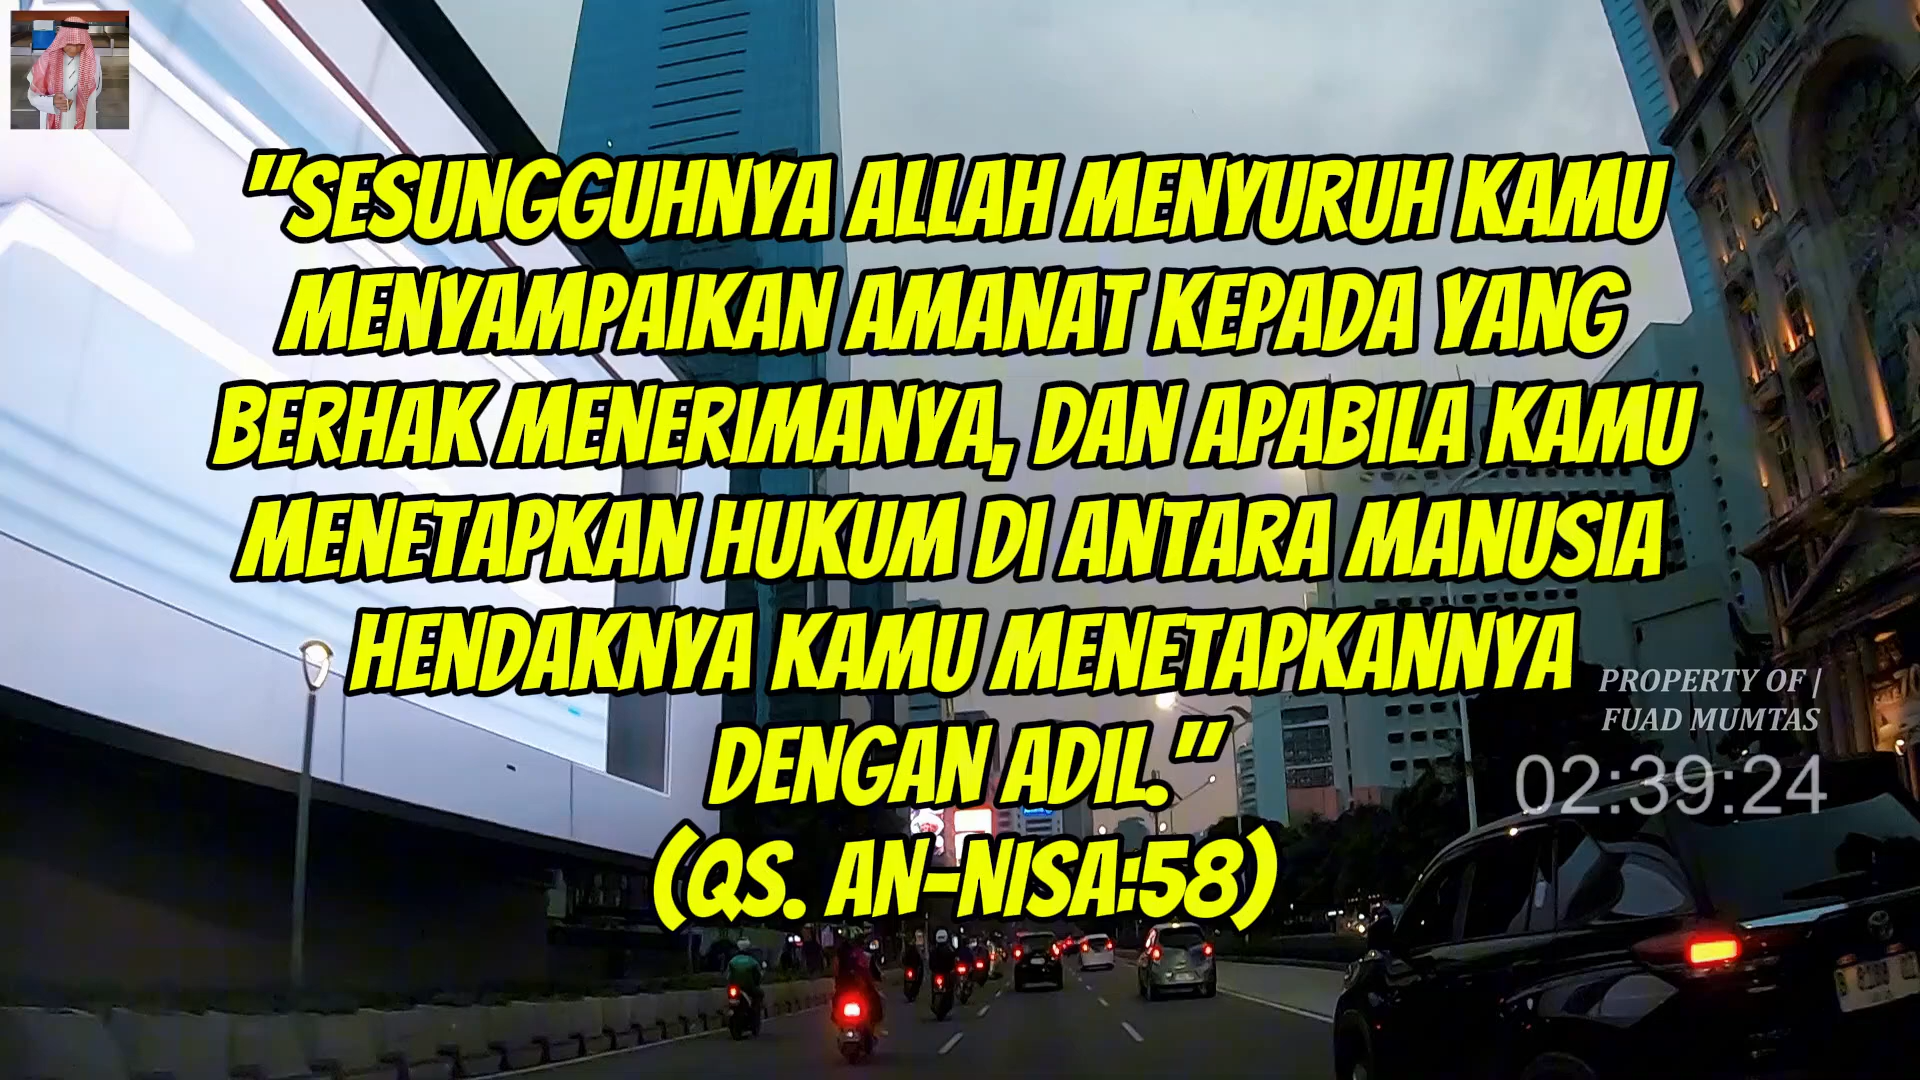 "SESUNGGUHNYA ALLAH MENYURUH KAMU
MENYAMPAIKAN AMANAT KEPADA YANG
BERHAK MENERIMANYA, DAN APABILA KAMU
MENETAPKAN HUKUM DI ANTARA MANUSIA
HENDAKNYA KAMU MENETAPKANNYA
DENGAN ADIL."
(QS. AN-NISA:58)
PROPERTY OF |
FUAD MUMTAS
02:39:24